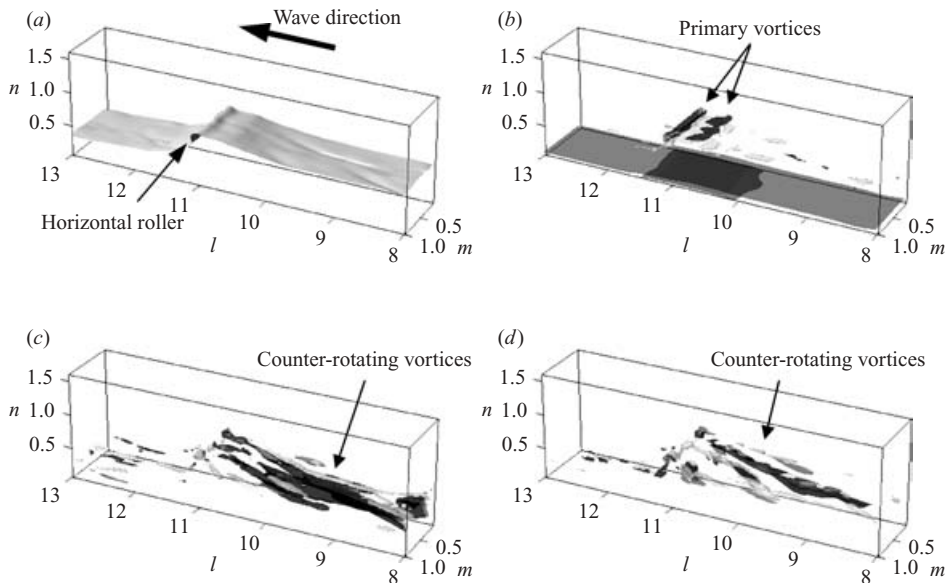 (a)
Wave direction
1.5
n 1.0
0.5
13
12
11
10
9
8
0.5
1.0 m
l
Horizontal roller
(b)
Primary vortices
1.5
n 1.0
0.5
13
12
11
10
9
8
0.5
1.0 m
l
(c)
Counter-rotating vortices
1.5
n 1.0
0.5
13
12
11
10
9
8
0.5
1.0 m
l
(d)
Counter-rotating vortices
1.5
n 1.0
0.5
13
12
11
10
9
8
0.5
1.0 m
l